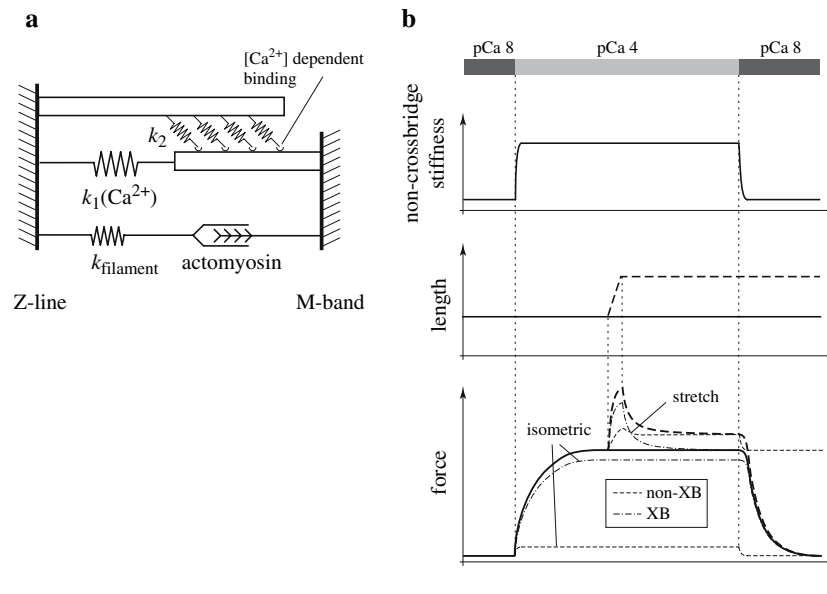 a
[Ca²⁺] dependent
binding
k₂
k₁(Ca²⁺)
k_filament
actomyosin
Z-line
M-band
b
pCa 8
pCa 4
pCa 8
non-crossbridge
stiffness
length
force
stretch
isometric
non-XB
XB